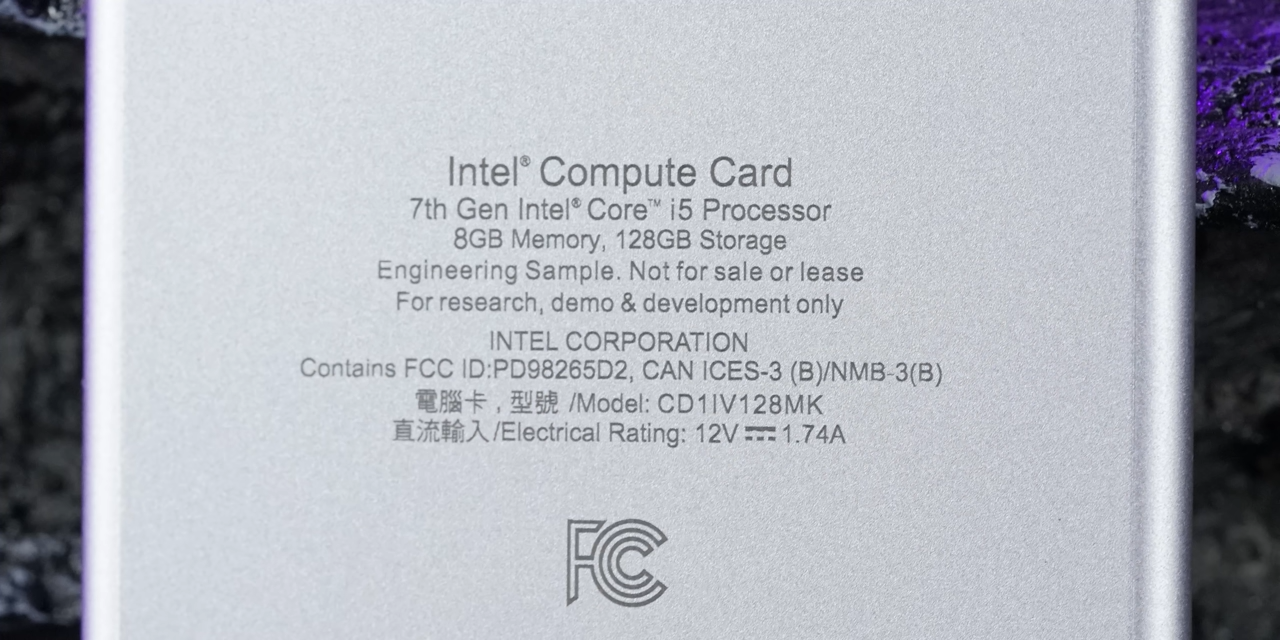 Intel® Compute Card
7th Gen Intel® Core™ i5 Processor
8GB Memory, 128GB Storage
Engineering Sample. Not for sale or lease
For research, demo & development only
INTEL CORPORATION
Contains FCC ID:PD98265D2, CAN ICES-3 (B)/NMB-3(B)
電腦卡 , 型號 /Model: CD1IV128MK
直流輸入/Electrical Rating: 12V ⎓ 1.74A
FC